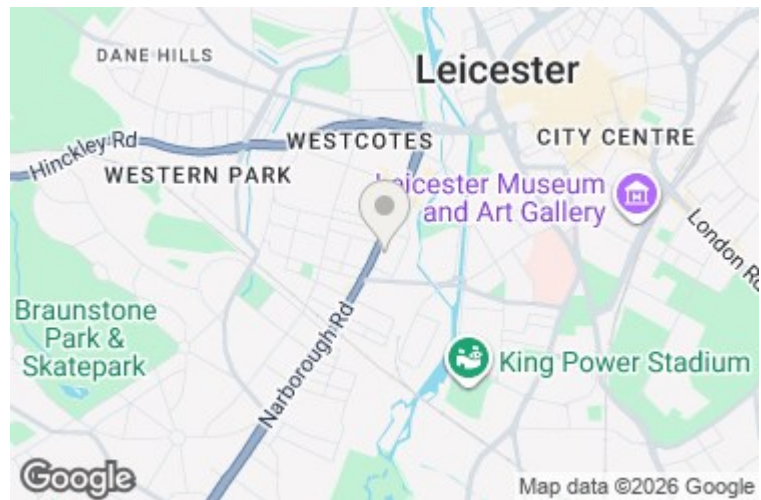 DANE HILLS
Leicester
Hinckley Rd
WESTCOTES
CITY CENTRE
WESTERN PARK
Leicester Museum
and Art Gallery
London Rd
Braunstone
Park &
Skatepark
Narborough Rd
King Power Stadium
Google
Map data ©2026 Google